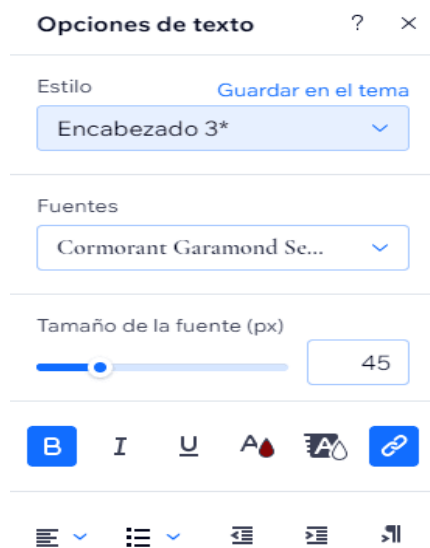 Opciones de texto ? ×
Estilo Guardar en el tema
Encabezado 3*
Fuentes
Cormorant Garamond Se...
Tamaño de la fuente (px)
45
B I U A A